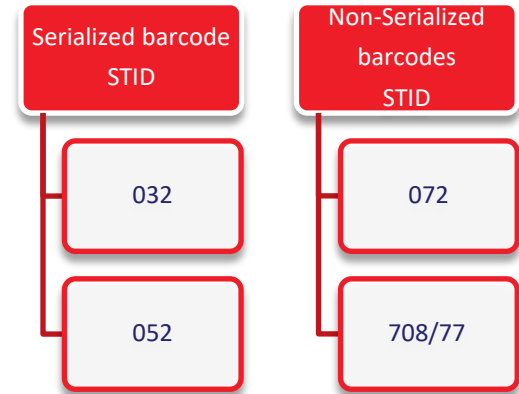 Serialized barcode
STID
032
052
Non-Serialized
barcodes
STID
072
708/77